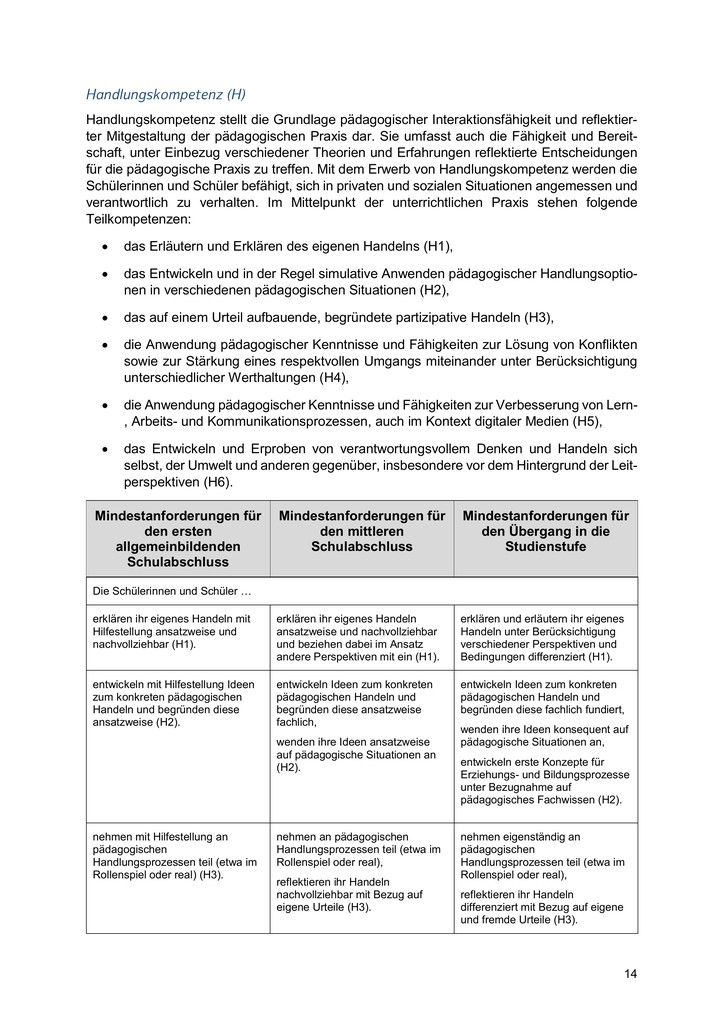 Handlungskompetenz (H)
Handlungskompetenz stellt die Grundlage pädagogischer Interaktionsfähigkeit und reflektier-
ter Mitgestaltung der pädagogischen Praxis dar. Sie umfasst auch die Fähigkeit und Bereit-
schaft, unter Einbezug verschiedener Theorien und Erfahrungen reflektierte Entscheidungen
für die pädagogische Praxis zu treffen. Mit dem Erwerb von Handlungskompetenz werden die
Schülerinnen und Schüler befähigt, sich in privaten und sozialen Situationen angemessen und
verantwortlich zu verhalten. Im Mittelpunkt der unterrichtlichen Praxis stehen folgende
Teilkompetenzen:
• das Erläutern und Erklären des eigenen Handelns (H1),
• das Entwickeln und in der Regel simulative Anwenden pädagogischer Handlungsoptio-
nen in verschiedenen pädagogischen Situationen (H2),
• das auf einem Urteil aufbauende, begründete partizipative Handeln (H3),
• die Anwendung pädagogischer Kenntnisse und Fähigkeiten zur Lösung von Konflikten
sowie zur Stärkung eines respektvollen Umgangs miteinander unter Berücksichtigung
unterschiedlicher Werthaltungen (H4),
• die Anwendung pädagogischer Kenntnisse und Fähigkeiten zur Verbesserung von Lern-
, Arbeits- und Kommunikationsprozessen, auch im Kontext digitaler Medien (H5),
• das Entwickeln und Erproben von verantwortungsvollem Denken und Handeln sich
selbst, der Umwelt und anderen gegenüber, insbesondere vor dem Hintergrund der Leit-
perspektiven (H6).
Mindestanforderungen für
den ersten
allgemeinbildenden
Schulabschluss
Mindestanforderungen für
den mittleren
Schulabschluss
Mindestanforderungen für
den Übergang in die
Studienstufe
Die Schülerinnen und Schüler …
erklären ihr eigenes Handeln mit
Hilfestellung ansatzweise und
nachvollziehbar (H1).
erklären ihr eigenes Handeln
ansatzweise und nachvollziehbar
und beziehen dabei im Ansatz
andere Perspektiven mit ein (H1).
erklären und erläutern ihr eigenes
Handeln unter Berücksichtigung
verschiedener Perspektiven und
Bedingungen differenziert (H1).
entwickeln mit Hilfestellung Ideen
zum konkreten pädagogischen
Handeln und begründen diese
ansatzweise (H2).
entwickeln Ideen zum konkreten
pädagogischen Handeln und
begründen diese ansatzweise
fachlich,
wenden ihre Ideen ansatzweise
auf pädagogische Situationen an
(H2).
entwickeln Ideen zum konkreten
pädagogischen Handeln und
begründen diese fachlich fundiert,
wenden ihre Ideen konsequent auf
pädagogische Situationen an,
entwickeln erste Konzepte für
Erziehungs- und Bildungsprozesse
unter Bezugnahme auf
pädagogisches Fachwissen (H2).
nehmen mit Hilfestellung an
pädagogischen
Handlungsprozessen teil (etwa im
Rollenspiel oder real) (H3).
nehmen an pädagogischen
Handlungsprozessen teil (etwa im
Rollenspiel oder real),
reflektieren ihr Handeln
nachvollziehbar mit Bezug auf
eigene Urteile (H3).
nehmen eigenständig an
pädagogischen
Handlungsprozessen teil (etwa im
Rollenspiel oder real),
reflektieren ihr Handeln
differenziert mit Bezug auf eigene
und fremde Urteile (H3).
14